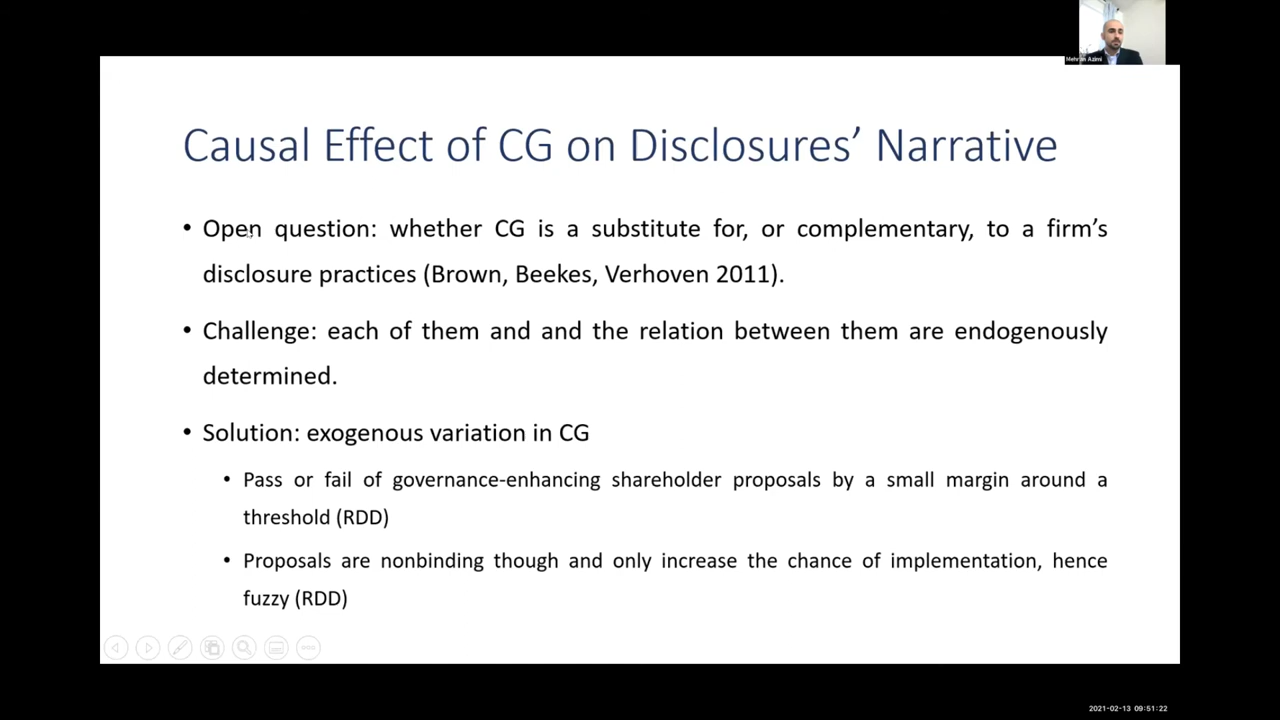 Mehran Azimi
Causal Effect of CG on Disclosures’ Narrative
• Open question: whether CG is a substitute for, or complementary, to a firm’s
disclosure practices (Brown, Beekes, Verhoven 2011).
• Challenge: each of them and and the relation between them are endogenously
determined.
• Solution: exogenous variation in CG
• Pass or fail of governance-enhancing shareholder proposals by a small margin around a
threshold (RDD)
• Proposals are nonbinding though and only increase the chance of implementation, hence
fuzzy (RDD)
2021-02-13 09:51:22